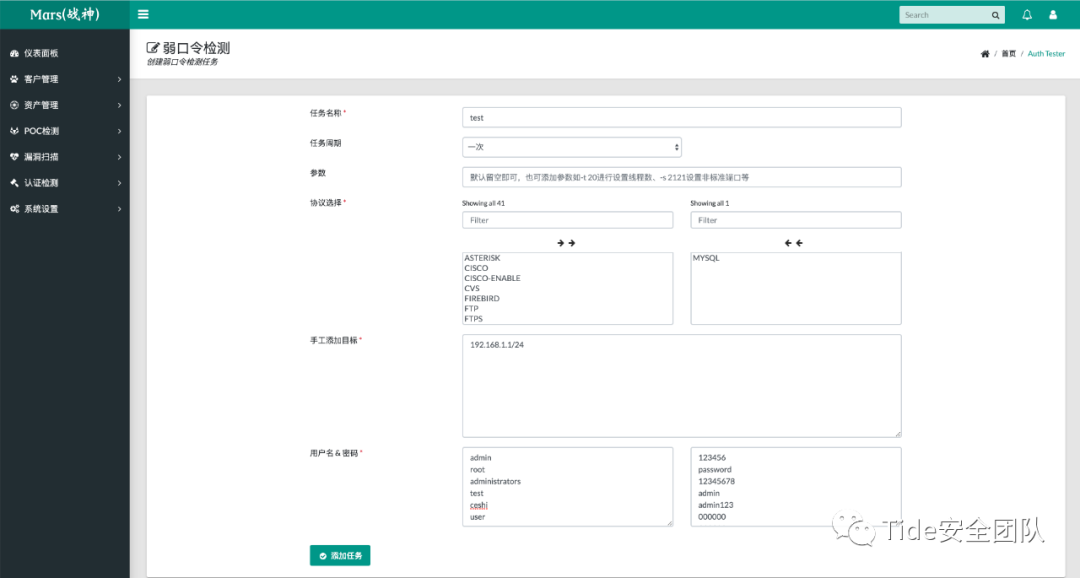 Mars(战神)
Search
仪表面板
客户管理
资产管理
POC检测
漏洞扫描
认证检测
系统设置
弱口令检测
创建弱口令检测任务
/ 首页 / Auth Tester
任务名称*
test
任务周期
一次
参数
默认留空即可，也可添加参数如-t 20进行设置线程数、-s 2121设置非标准端口等
协议选择*
Showing all 41
Showing all 1
Filter
Filter
ASTERISK
CISCO
CISCO-ENABLE
CVS
FIREBIRD
FTP
FTPS
MYSQL
手工添加目标*
192.168.1.1/24
用户名 & 密码*
admin
root
administrators
test
ceshi
user
123456
password
12345678
admin
admin123
000000
添加任务
Tide安全团队